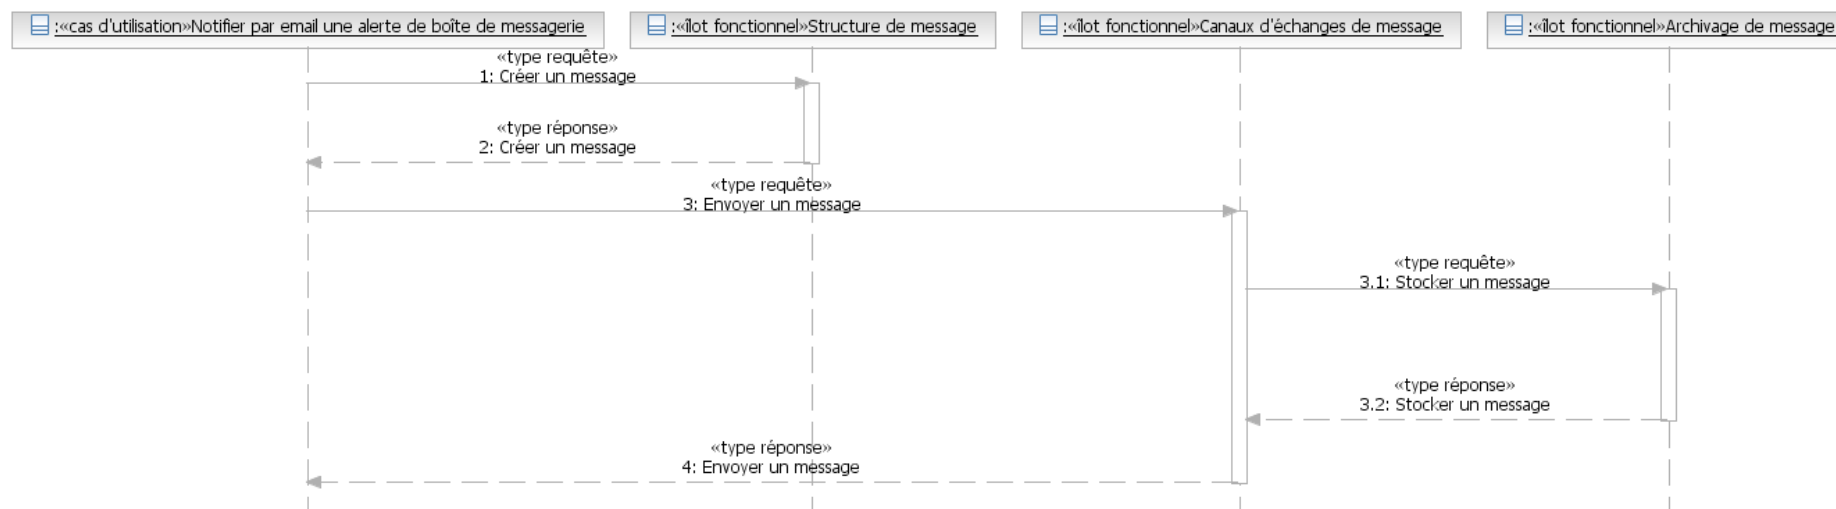 :«cas d'utilisation»Notifier par email une alerte de boîte de messagerie
:«îlot fonctionnel»Structure de message
:«îlot fonctionnel»Canaux d'échanges de message
:«îlot fonctionnel»Archivage de message
«type requête»
1: Créer un message
«type réponse»
2: Créer un message
«type requête»
3: Envoyer un message
«type requête»
3.1: Stocker un message
«type réponse»
3.2: Stocker un message
«type réponse»
4: Envoyer un message